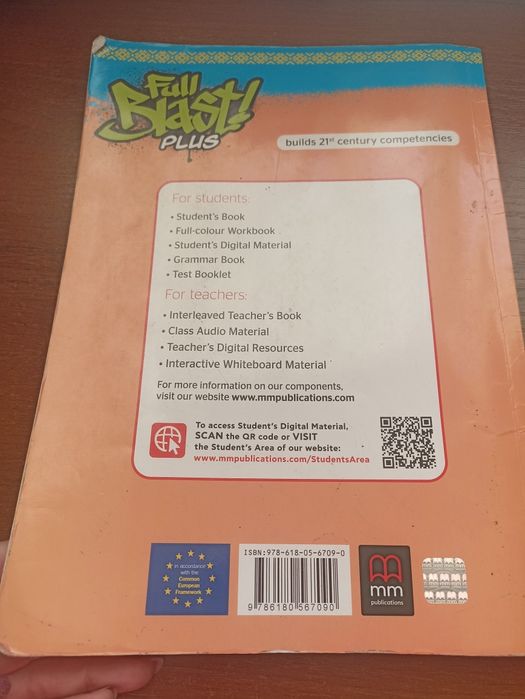 Full
Blast!
PLUS
builds 21st century competencies
For students:
• Student's Book
• Full-colour Workbook
• Student's Digital Material
• Grammar Book
• Test Booklet
For teachers:
• Interleaved Teacher's Book
• Class Audio Material
• Teacher's Digital Resources
• Interactive Whiteboard Material
For more information on our components,
visit our website www.mmpublications.com
To access Student's Digital Material,
SCAN the QR code or VISIT
the Student's Area of our website:
www.mmpublications.com/StudentsArea
in accordance
with the
Common
European
Framework
ISBN:978-618-05-6709-0
9 786180 567090
mm
publications